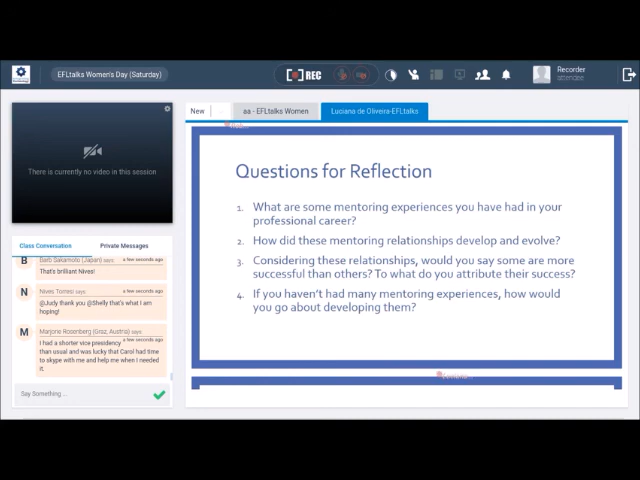 EFLtalks Women's Day (Saturday)
REC
Recorder
attendee
New
aa - EFLtalks Women
Luciana de Oliveira-EFLtalks
There is currently no video in this session
Questions for Reflection
1. What are some mentoring experiences you have had in your
professional career?
2. How did these mentoring relationships develop and evolve?
3. Considering these relationships, would you say some are more
successful than others? To what do you attribute their success?
4. If you haven't had many mentoring experiences, how would
you go about developing them?
Class Conversation
Private Messages
B
Barb Sakamoto (Japan) says:
a few seconds ago
That's brilliant Nives!
N
Nives Torresi says:
a few seconds ago
@Judy thank you @Shelly that's what I am
hoping!
M
Marjorie Rosenberg (Graz, Austria) says:
a few seconds ago
I had a shorter vice presidency
than usual and was lucky that Carol had time
to skype with me and help me when I needed
it.
Say Something ...